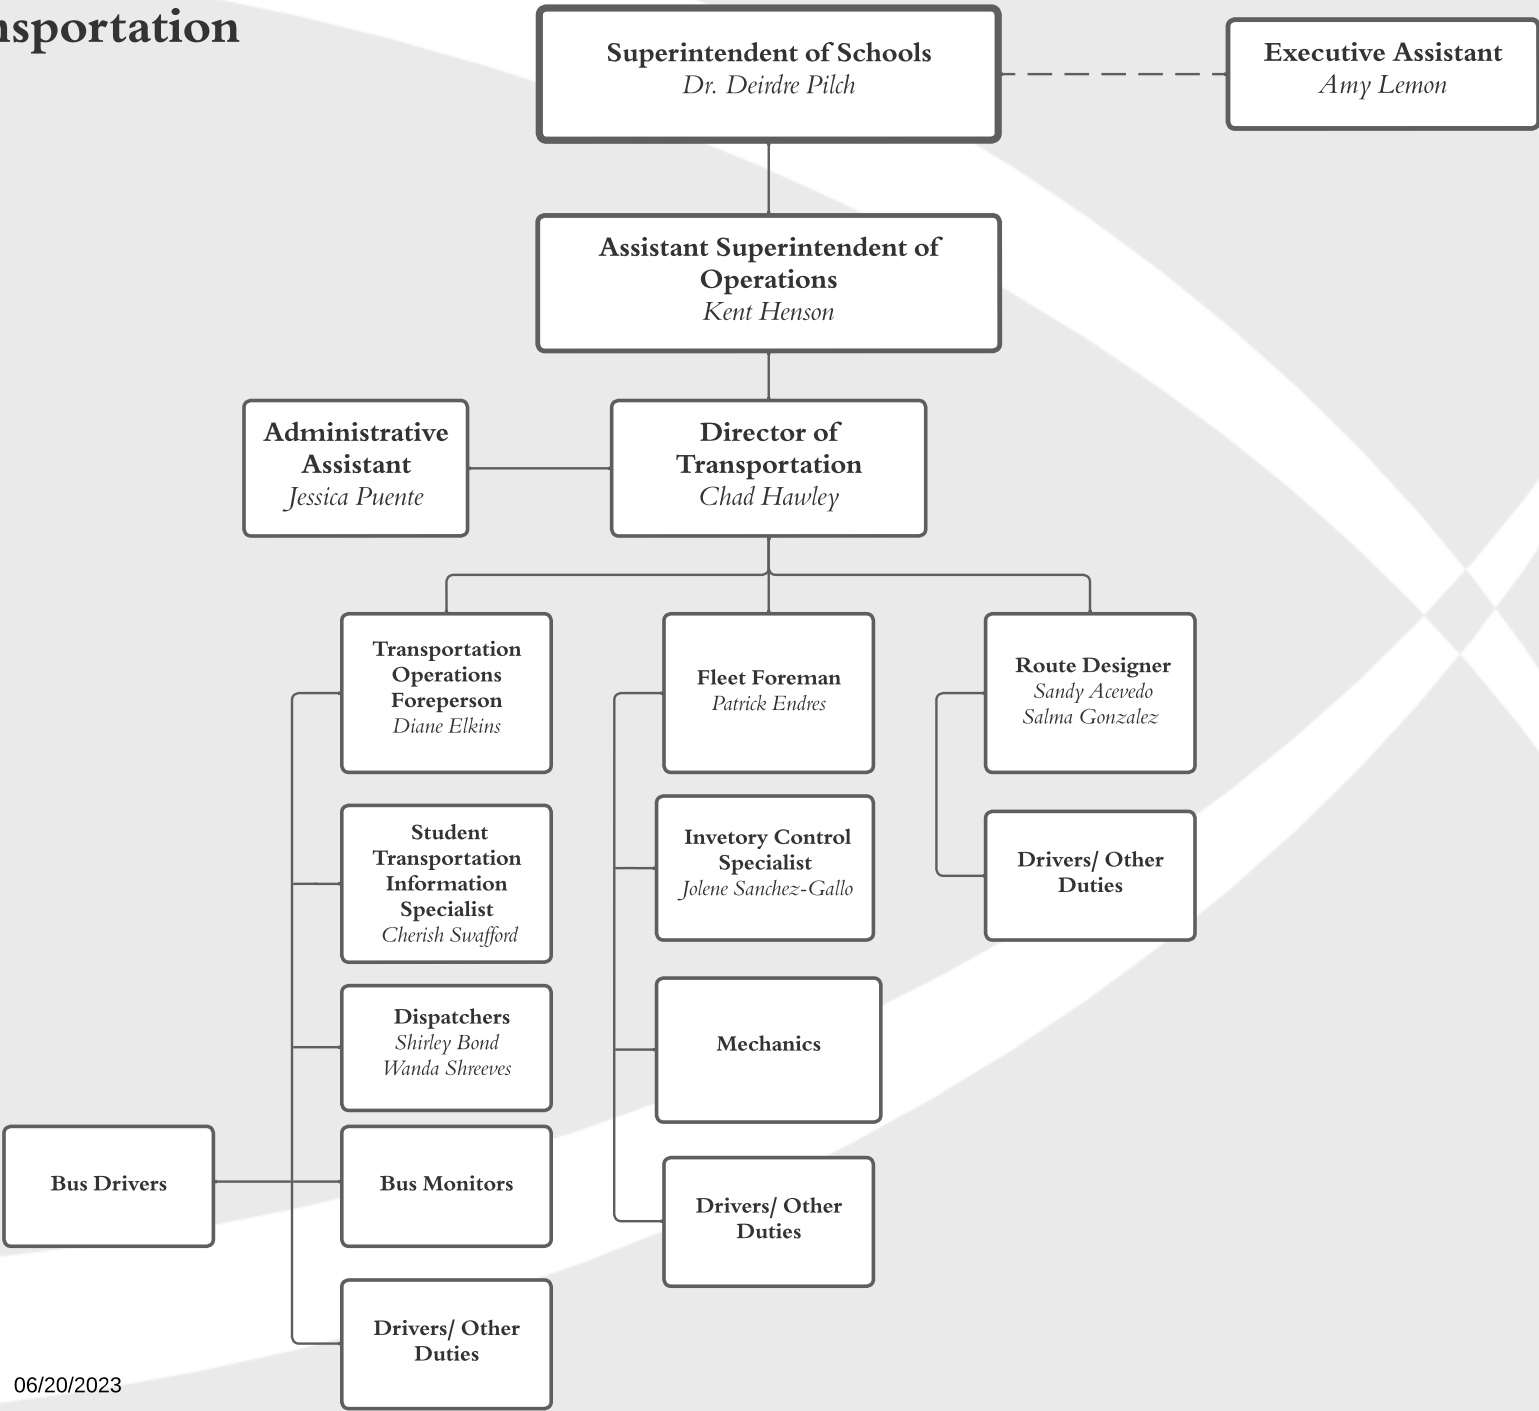 nsportation
Superintendent of Schools
Dr. Deirdre Pilch
Executive Assistant
Amy Lemon
Assistant Superintendent of
Operations
Kent Henson
Administrative
Assistant
Jessica Puente
Director of
Transportation
Chad Hawley
Transportation
Operations
Foreperson
Diane Elkins
Fleet Foreman
Patrick Endres
Route Designer
Sandy Acevedo
Salma Gonzalez
Student
Transportation
Information
Specialist
Cherish Swafford
Invetory Control
Specialist
Jolene Sanchez-Gallo
Drivers/ Other
Duties
Dispatchers
Shirley Bond
Wanda Shreeves
Mechanics
Bus Drivers
Bus Monitors
Drivers/ Other
Duties
Drivers/ Other
Duties
06/20/2023